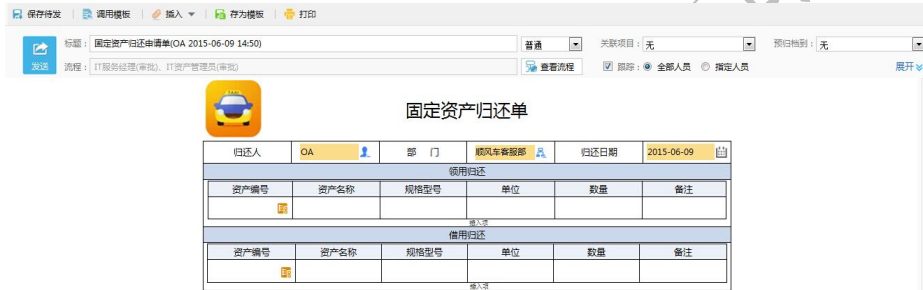 保存待发 调用模板 插入 存为模板 打印
标题： 固定资产归还申请单(OA 2015-06-09 14:50) 普通 关联项目： 无 预归档到： 无
发送 流程： IT服务经理(审批)、IT资产管理员(审批) 查看流程 跟踪： 全部人员 指定人员 展开
固定资产归还单
归还人 OA 部 门 顺风车客服部 归还日期 2015-06-09
领用归还
资产编号 资产名称 规格型号 单位 数量 备注
插入项
借用归还
资产编号 资产名称 规格型号 单位 数量 备注
插入项